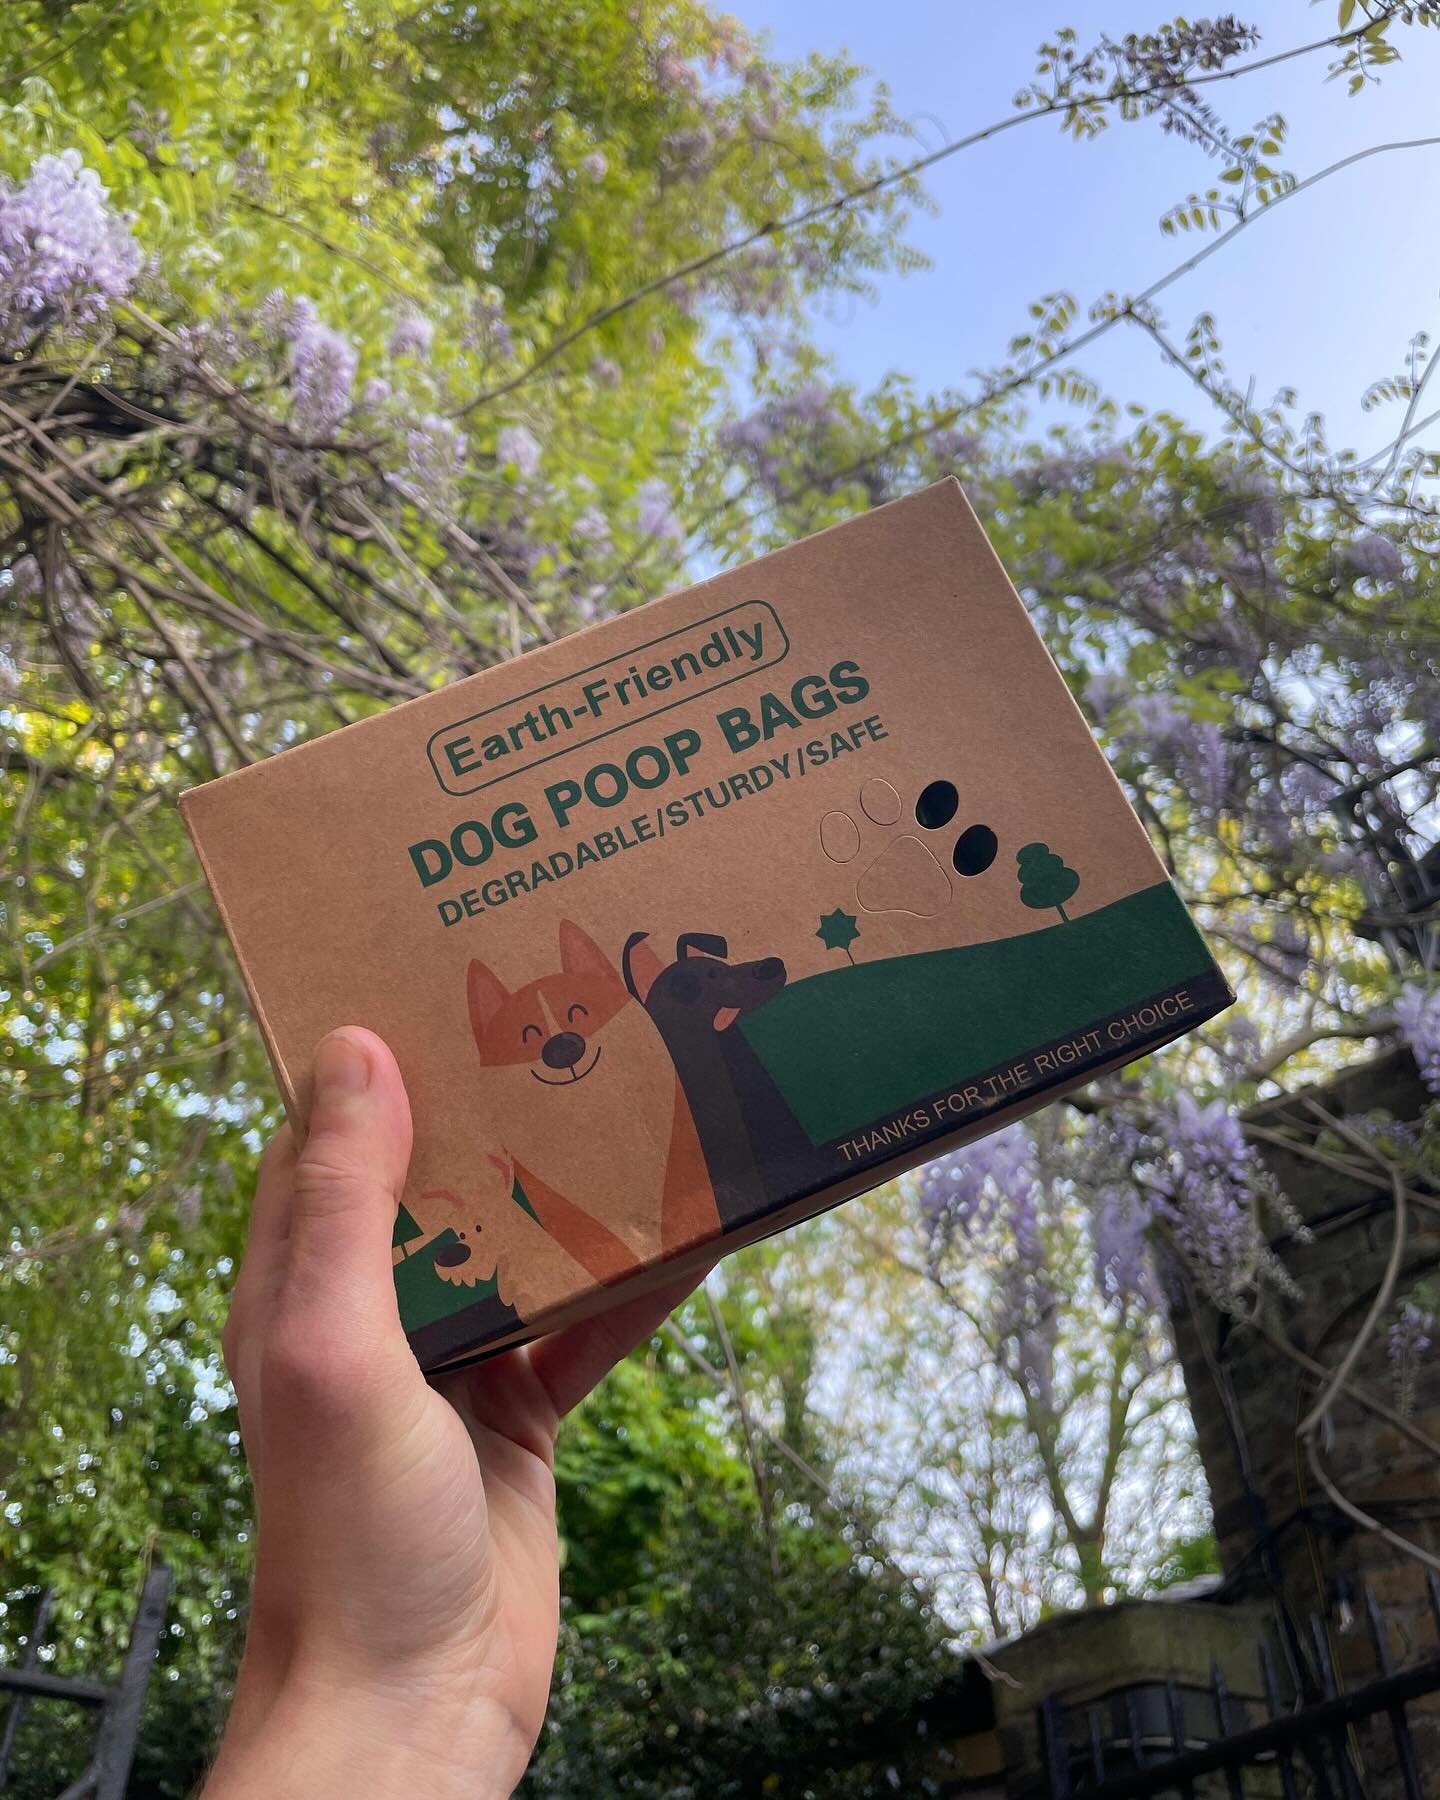 Earth-Friendly
DOG POOP BAGS
DEGRADABLE/STURDY/SAFE
THANKS FOR THE RIGHT CHOICE